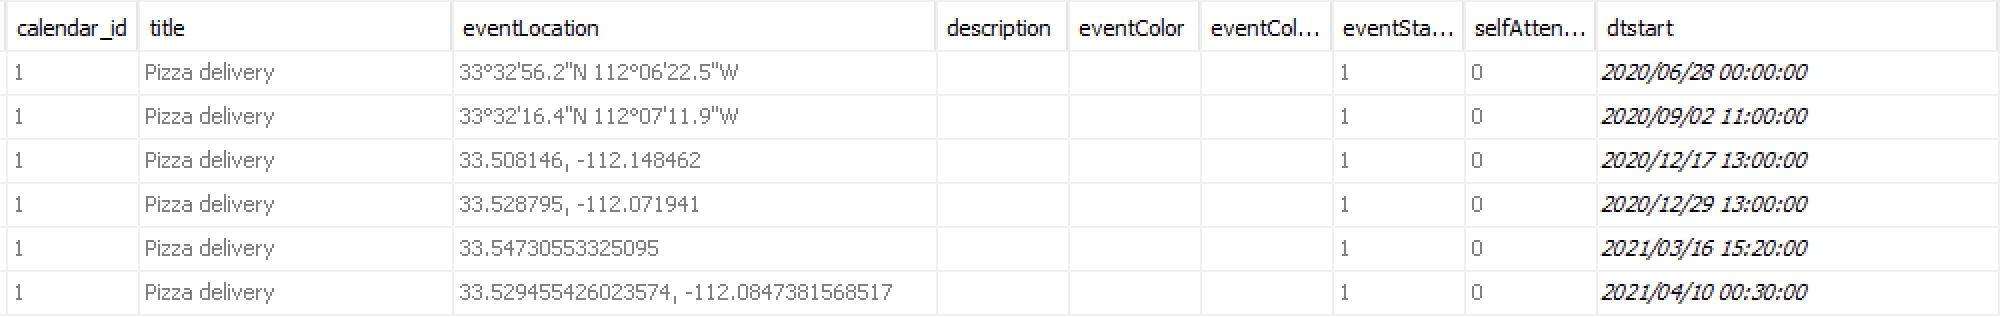 calendar_id title eventLocation description eventColor eventCol... eventSta... selfAtten... dtstart
1 Pizza delivery 33°32'56.2"N 112°06'22.5"W 1 0 2020/06/28 00:00:00
1 Pizza delivery 33°32'16.4"N 112°07'11.9"W 1 0 2020/09/02 11:00:00
1 Pizza delivery 33.508146, -112.148462 1 0 2020/12/17 13:00:00
1 Pizza delivery 33.528795, -112.071941 1 0 2020/12/29 13:00:00
1 Pizza delivery 33.54730553325095 1 0 2021/03/16 15:20:00
1 Pizza delivery 33.529455426023574, -112.0847381568517 1 0 2021/04/10 00:30:00